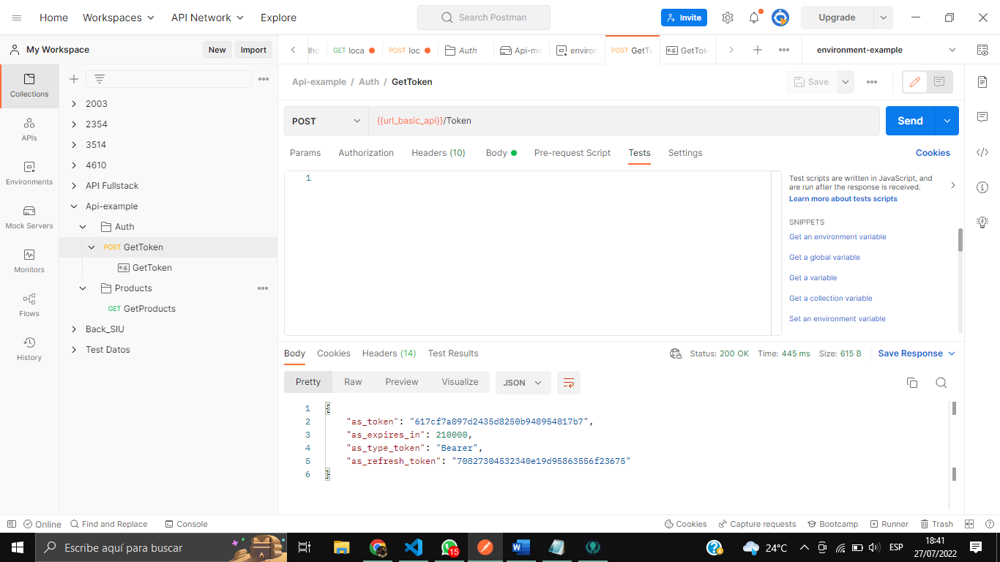 Home Workspaces API Network Explore Search Postman Invite Upgrade
My Workspace New Import
lho GET loca POST loc Auth Api-mo environ POST GetTo e.g. GetToke environment-example
Collections
APIs
Environments
Mock Servers
Monitors
Flows
History
2003
2354
3514
4610
API Fullstack
Api-example
Auth
POST GetToken
e.g. GetToken
Products
GET GetProducts
Back_SIU
Test Datos
Api-example / Auth / GetToken Save
POST {{url_basic_api}}/Token Send
Params Authorization Headers (10) Body Pre-request Script Tests Settings Cookies
1
Test scripts are written in JavaScript, and
are run after the response is received.
Learn more about tests scripts
SNIPPETS
Get an environment variable
Get a global variable
Get a variable
Get a collection variable
Set an environment variable
Body Cookies Headers (14) Test Results Status: 200 OK Time: 445 ms Size: 615 B Save Response
Pretty Raw Preview Visualize JSON
1 {
2 "as_token": "617cf7a097d2435d8250b948954817b7",
3 "as_expires_in": 210000,
4 "as_type_token": "Bearer",
5 "as_refresh_token": "70827304532340e19d95863556f23675"
6 }
Online Find and Replace Console Cookies Capture requests Bootcamp Runner Trash
Escribe aquí para buscar 15 24°C ESP 18:41
27/07/2022